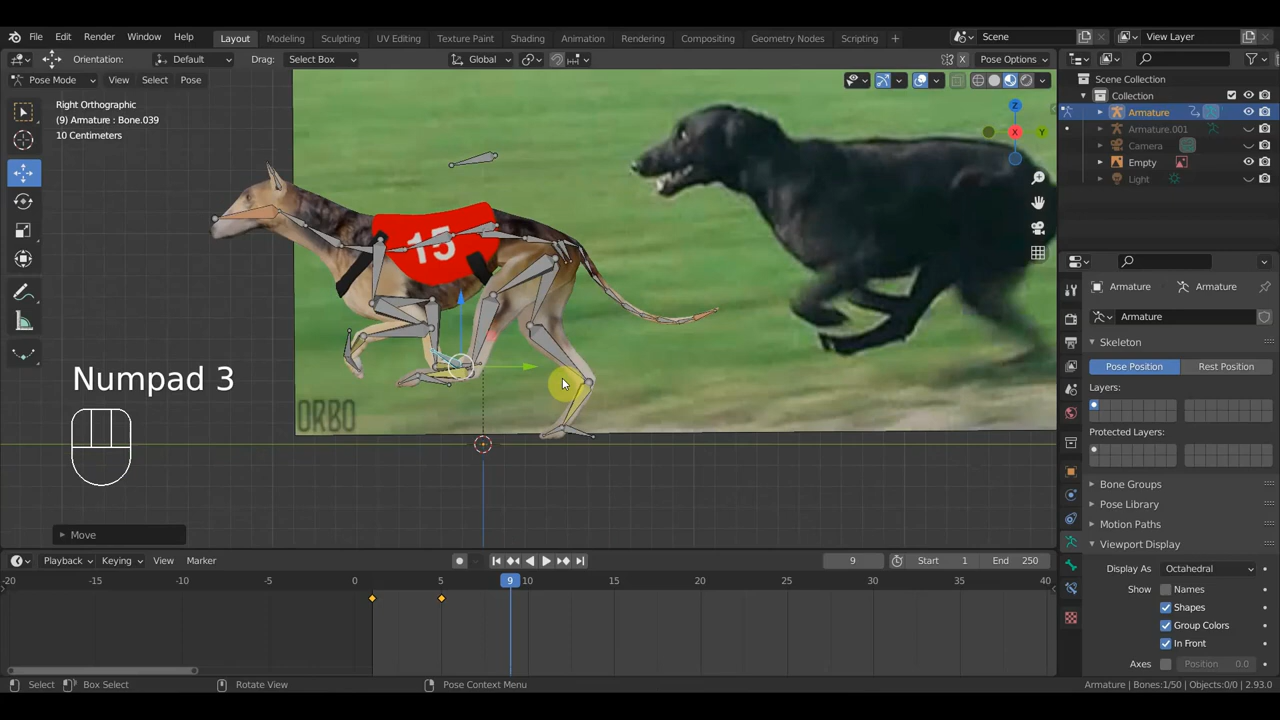 File Edit Render Window Help Layout Modeling Sculpting UV Editing Texture Paint Shading Animation Rendering Compositing Geometry Nodes Scripting + Scene View Layer
Orientation: Default Drag: Select Box Global Pose Options
Pose Mode View Select Pose
Scene Collection
Collection
Right Orthographic
(9) Armature : Bone.039
10 Centimeters
Armature
Armature.001
Camera
Empty
Light
Z
X
Y
15
Armature Armature
Armature
Skeleton
Pose Position Rest Position
Layers:
Numpad 3
ORBO
Protected Layers:
Bone Groups
Pose Library
Motion Paths
Move
Viewport Display
Playback Keying View Marker 9 Start 1 End 250
Display As Octahedral
-20 -15 -10 -5 0 5 9 10 15 20 25 30 35 40
Show Names
Shapes
Group Colors
In Front
Axes Position 0.0
Select Box Select Rotate View Pose Context Menu Armature | Bones:1/50 | Objects:0/0 | 2.93.0